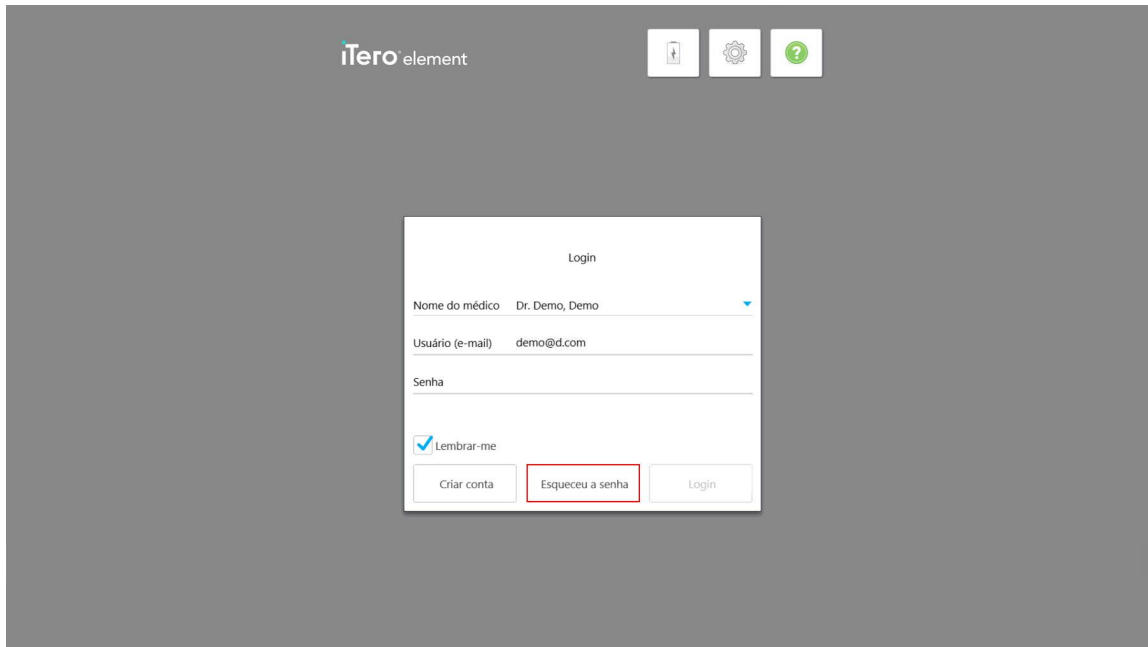 iTero element
?
Login
Nome do médico Dr. Demo, Demo
Usuário (e-mail) demo@d.com
Senha
Lembrar-me
Criar conta Esqueceu a senha Login